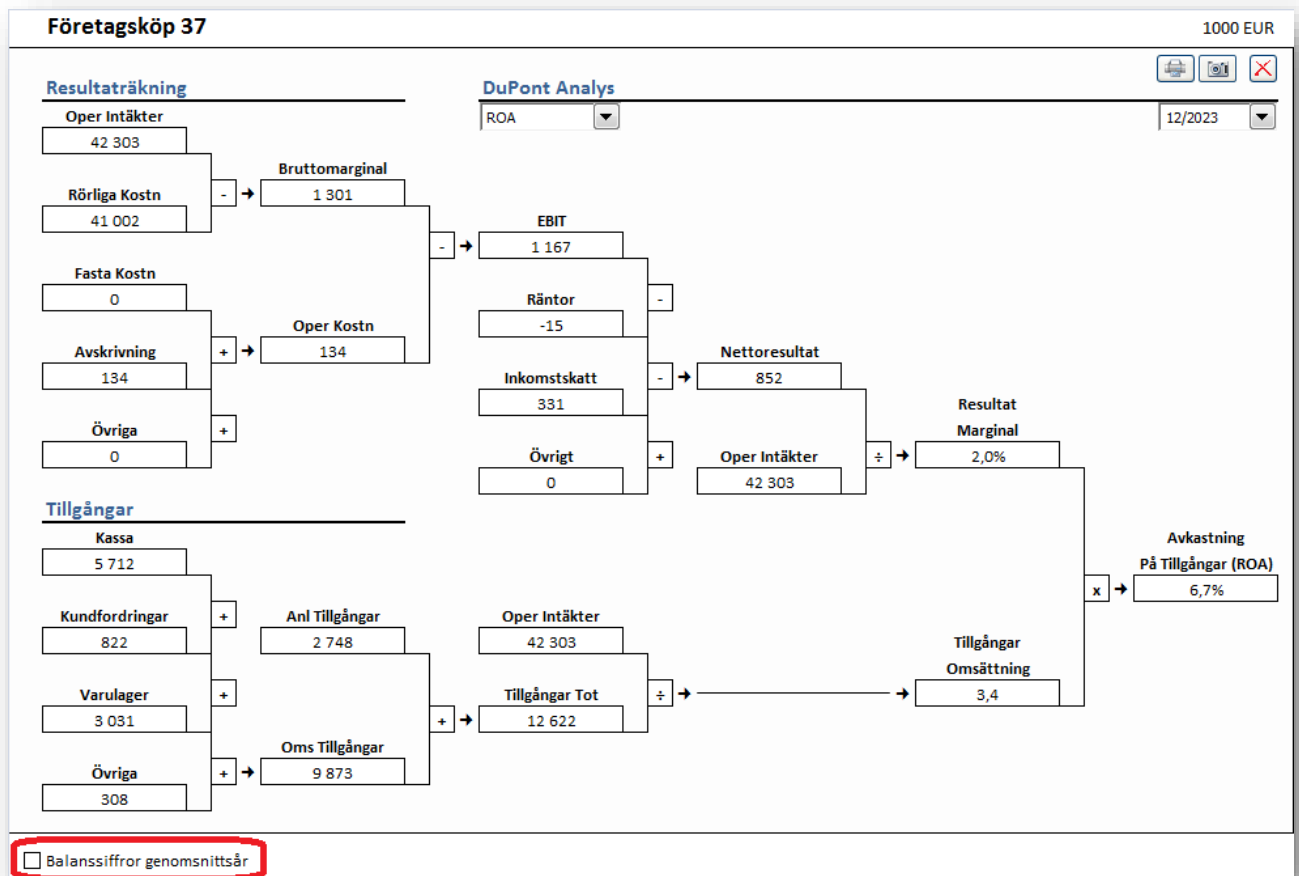 Företagsköp 37
1000 EUR
Resultaträkning
DuPont Analys
ROA
12/2023
Oper Intäkter
42 303
Bruttomarginal
-
1 301
Rörliga Kostn
41 002
EBIT
-
1 167
Fasta Kostn
0
Räntor
-
-15
Oper Kostn
+
134
Avskrivning
134
Nettoresultat
-
852
Inkomstskatt
331
Resultat
Marginal
2,0%
Övriga
+
0
Övrigt
+
0
Oper Intäkter
÷
42 303
Tillgångar
Kassa
5 712
Avkastning
På Tillgångar (ROA)
x
6,7%
Kundfordringar
+
822
Anl Tillgångar
2 748
Oper Intäkter
42 303
Tillgångar
Omsättning
3,4
Varulager
+
3 031
Tillgångar Tot
+
÷
12 622
Oms Tillgångar
9 873
Övriga
+
308
Balanssiffror genomsnittsår